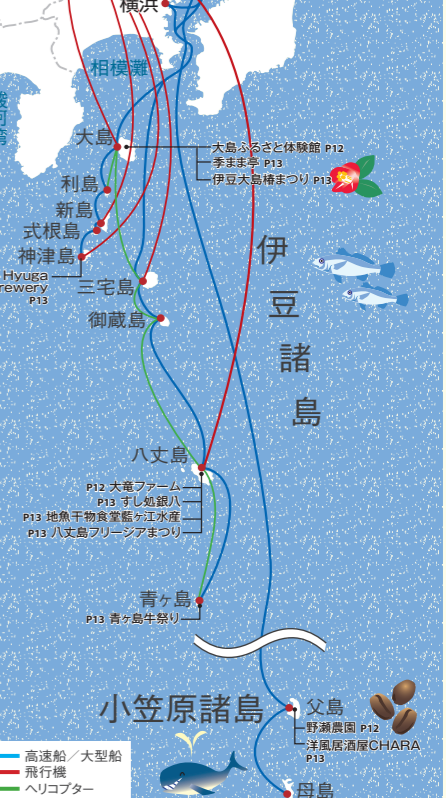 横浜
相模灘
駿河湾
大島
大島ふるさと体験館 P12
季まま亭 P13
伊豆大島椿まつり P13
利島
新島
式根島
神津島
Hyuga
rewery
P13
三宅島
御蔵島
伊豆諸島
八丈島
P12 大竜ファーム
P13 すし処銀八
P13 地魚干物食堂藍ヶ江水産
P13 八丈島フリージアまつり
青ヶ島
P13 青ヶ島牛祭り
小笠原諸島
父島
野瀬農園 P12
洋風居酒屋CHARA
P13
母島
高速船／大型船
飛行機
ヘリコプター